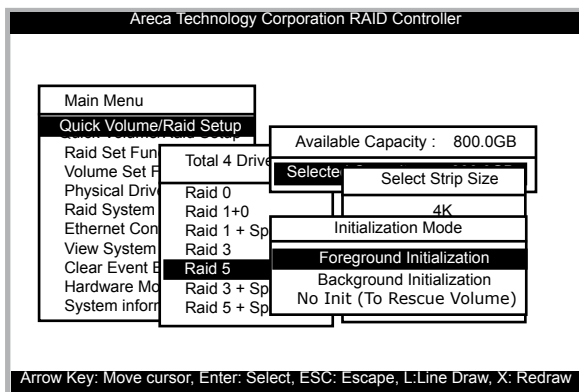 Areca Technology Corporation RAID Controller
Main Menu
Quick Volume/Raid Setup
Raid Set Fun
Volume Set F
Physical Driv
Raid System
Ethernet Con
View System
Clear Event B
Hardware Mo
System inforr
Total 4 Drive
Raid 0
Raid 1+0
Raid 1 + Sp
Raid 3
Raid 5
Raid 3 + Sp
Raid 5 + Sp
Available Capacity : 800.0GB
Selected
Select Strip Size
4K
Initialization Mode
Foreground Initialization
Background Initialization
No Init (To Rescue Volume)
Arrow Key: Move cursor, Enter: Select, ESC: Escape, L:Line Draw, X: Redraw